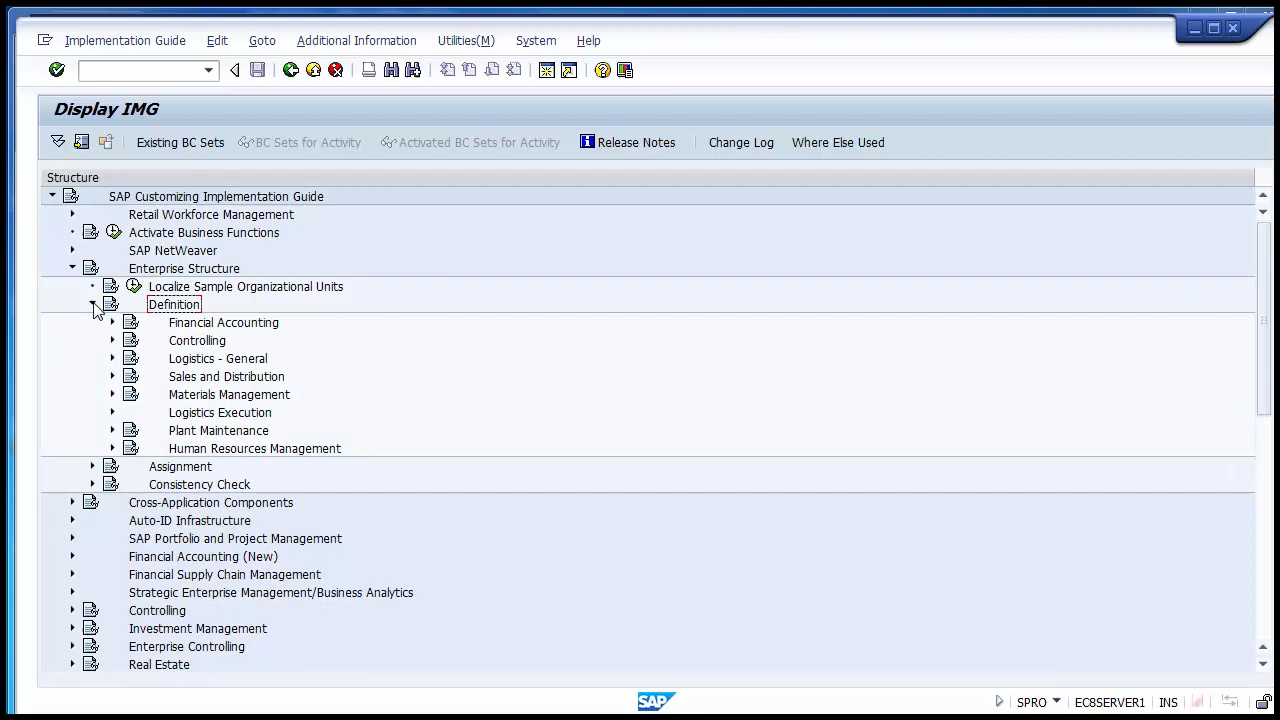 Implementation Guide Edit Goto Additional Information Utilities(M) System Help
Display IMG
Existing BC Sets BC Sets for Activity Activated BC Sets for Activity Release Notes Change Log Where Else Used
Structure
SAP Customizing Implementation Guide
Retail Workforce Management
Activate Business Functions
SAP NetWeaver
Enterprise Structure
Localize Sample Organizational Units
Definition
Financial Accounting
Controlling
Logistics - General
Sales and Distribution
Materials Management
Logistics Execution
Plant Maintenance
Human Resources Management
Assignment
Consistency Check
Cross-Application Components
Auto-ID Infrastructure
SAP Portfolio and Project Management
Financial Accounting (New)
Financial Supply Chain Management
Strategic Enterprise Management/Business Analytics
Controlling
Investment Management
Enterprise Controlling
Real Estate
SAP SPRO EC8SERVER1 INS